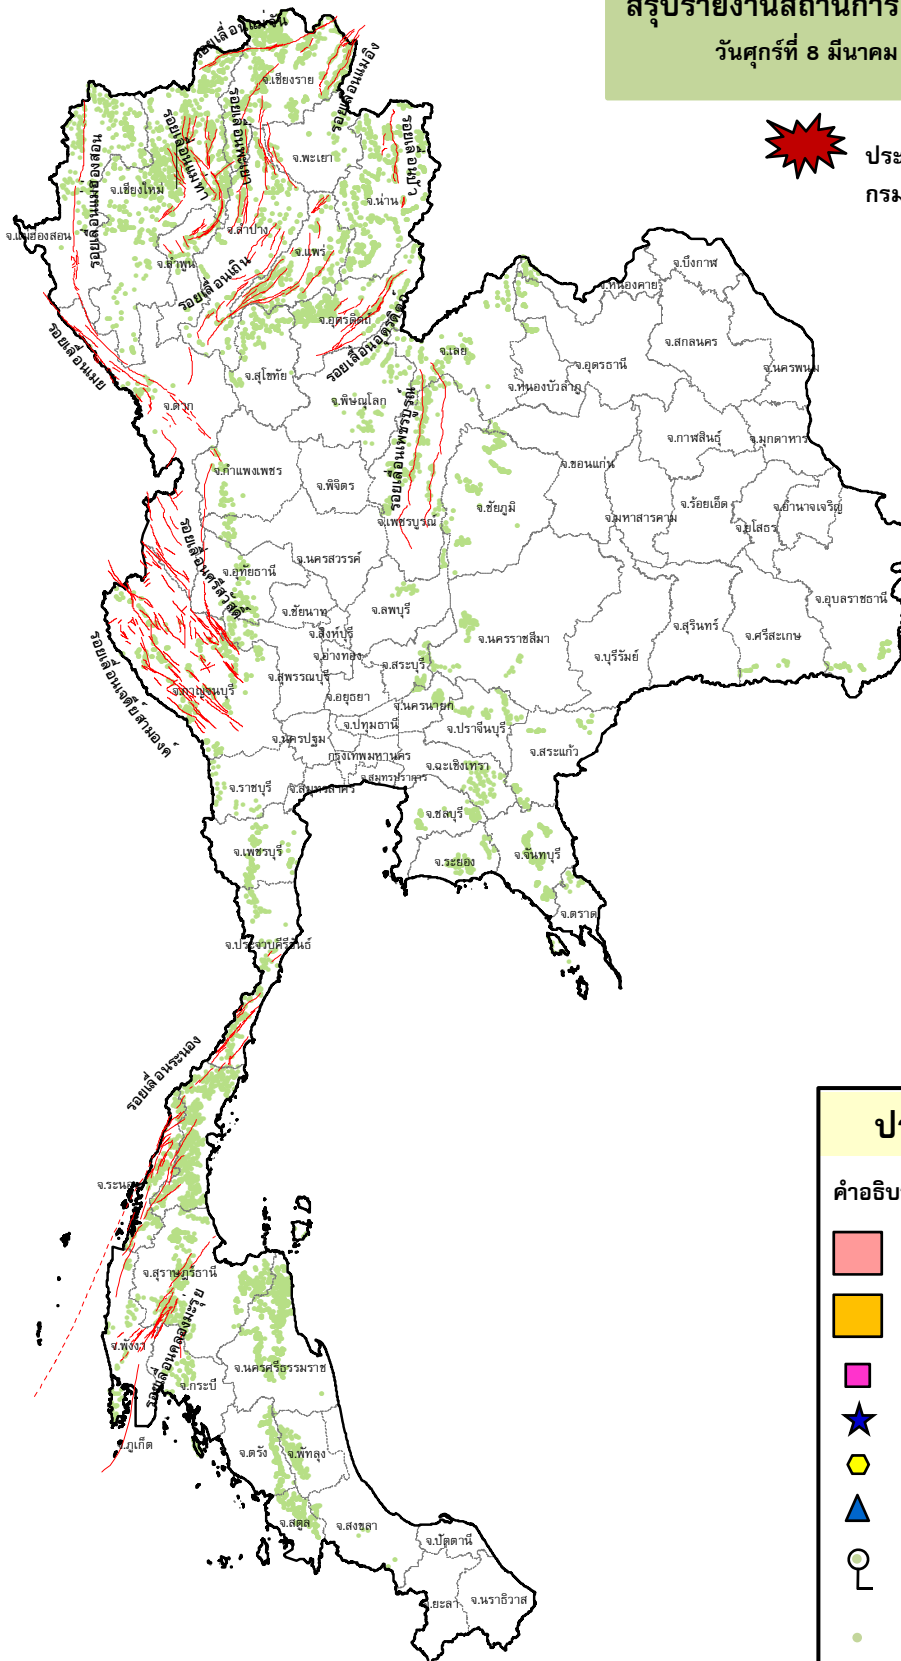 สรุปรายงานสถานการ
วันศุกร์ที่ 8 มีนาคม
ประ
กรม
รอยเลื่อนแม่จัน
รอยเลื่อนแม่อิง
จ.เชียงราย
รอยเลื่อนพะเยา
รอยเลื่อนแม่ทา
รอยเลื่อนปัว
รอยเลื่อนแม่ฮ่องสอน
จ.พะเยา
จ.เชียงใหม่
จ.น่าน
จ.แม่ฮ่องสอน
จ.ลำปาง
จ.แพร่
จ.ลำพูน
รอยเลื่อนเถิน
จ.บึงกาฬ
จ.หนองคาย
จ.อุตรดิตถ์
รอยเลื่อนอุตรดิตถ์
จ.สกลนคร
จ.เลย
จ.อุดรธานี
จ.นครพนม
รอยเลื่อนเมย
จ.สุโขทัย
จ.หนองบัวลำภู
จ.ตาก
จ.พิษณุโลก
รอยเลื่อนเพชรบูรณ์
จ.กาฬสินธุ์
จ.มุกดาหาร
จ.กำแพงเพชร
จ.ขอนแก่น
จ.พิจิตร
จ.ชัยภูมิ
จ.ร้อยเอ็ด
จ.อำนาจเจริญ
จ.เพชรบูรณ์
จ.มหาสารคาม
จ.ยโสธร
รอยเลื่อนศรีสวัสดิ์
จ.นครสวรรค์
จ.อุทัยธานี
จ.อุบลราชธานี
จ.ชัยนาท
จ.ลพบุรี
จ.สิงห์บุรี
จ.นครราชสีมา
จ.สุรินทร์
จ.ศรีสะเกษ
จ.อ่างทอง
จ.สระบุรี
จ.บุรีรัมย์
รอยเลื่อนเจดีย์สามองค์
จ.สุพรรณบุรี
จ.กาญจนบุรี
จ.อยุธยา
จ.นครนายก
จ.ปทุมธานี
จ.ปราจีนบุรี
จ.นครปฐม
จ.สระแก้ว
กรุงเทพมหานคร
จ.ฉะเชิงเทรา
จ.สมุทรปราการ
จ.ราชบุรี
จ.สมุทรสาคร
จ.ชลบุรี
จ.เพชรบุรี
จ.ระยอง
จ.จันทบุรี
จ.ตราด
จ.ประจวบคีรีขันธ์
รอยเลื่อนระนอง
ปร
จ.ระนอง
คำอธิบ
จ.สุราษฎร์ธานี
รอยเลื่อนคลองมะรุ่ย
จ.พังงา
จ.นครศรีธรรมราช
จ.กระบี่
จ.ภูเก็ต
จ.ตรัง
จ.พัทลุง
จ.สตูล
จ.สงขลา
จ.ปัตตานี
จ.ยะลา
จ.นราธิวาส